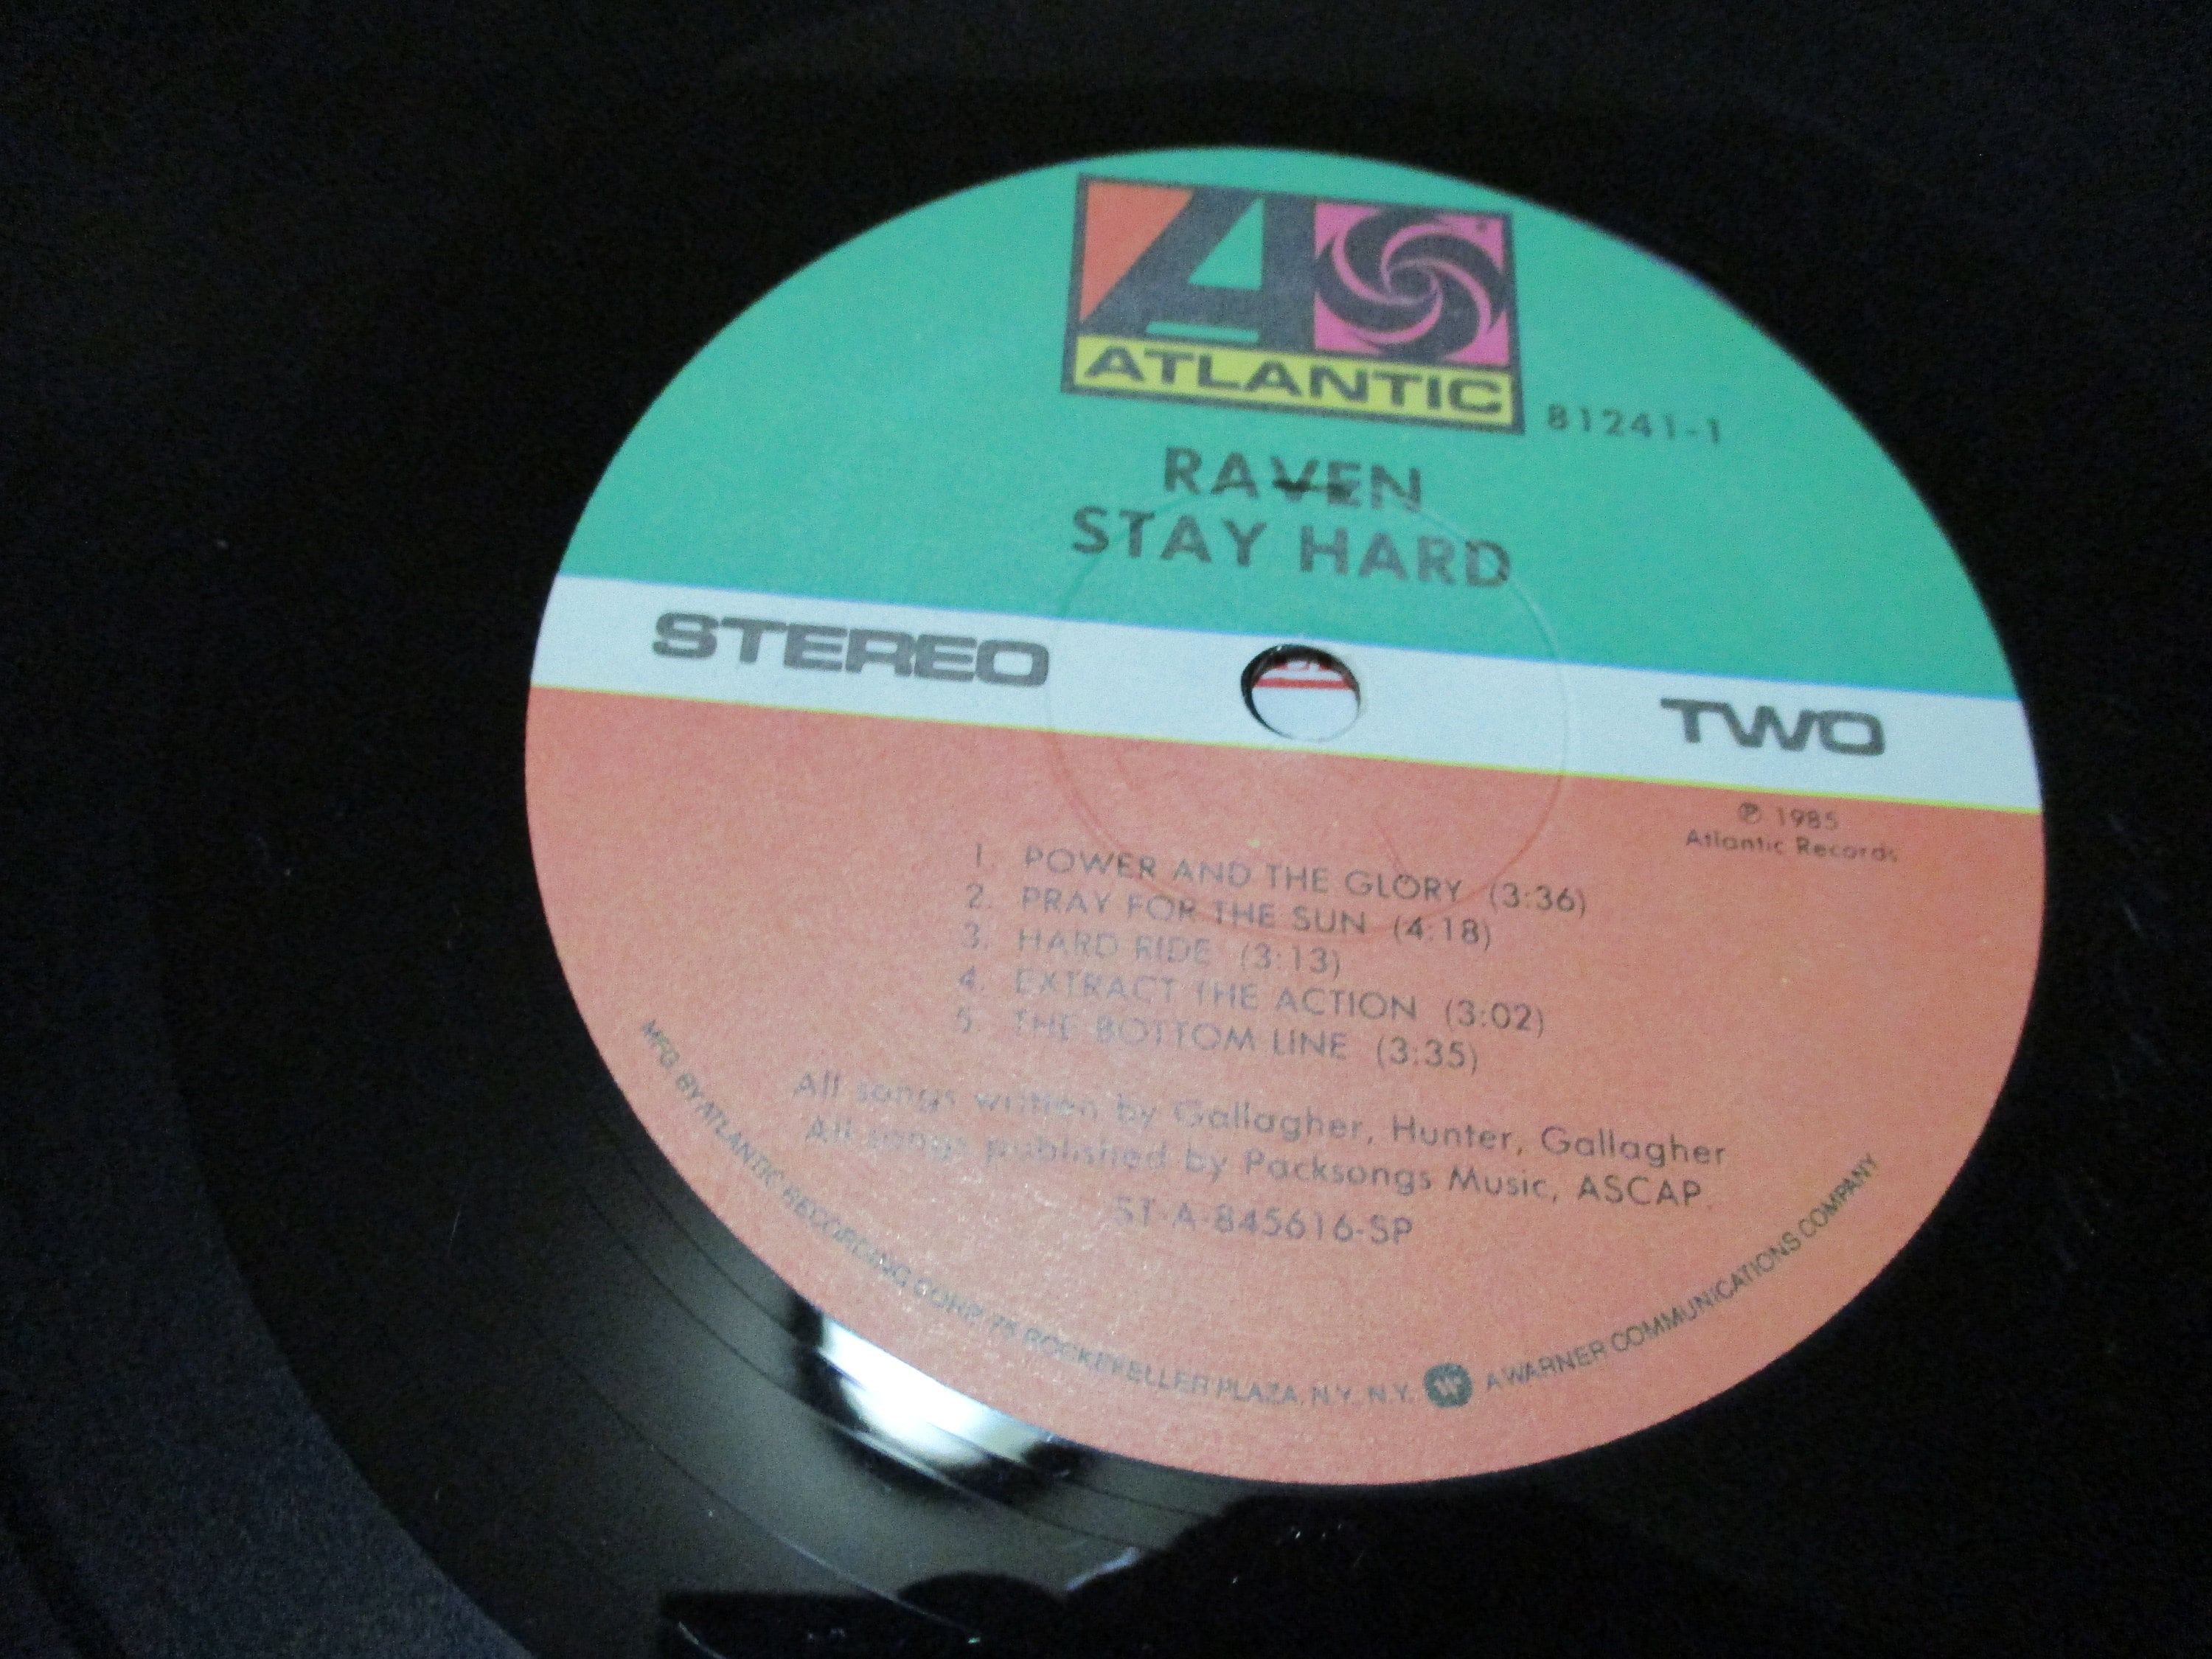 ATLANTIC
81241-1
RAVEN
STAY HARD
STEREO
TWO
℗ 1985
Atlantic Records
1. POWER AND THE GLORY (3:36)
2. PRAY FOR THE SUN (4:18)
3. HARD RIDE (3:13)
4. EXTRACT THE ACTION (3:02)
5. THE BOTTOM LINE (3:35)
All songs written by Gallagher, Hunter, Gallagher
All songs published by Packsongs Music, ASCAP.
ST-A-845616-SP
MFG. BY ATLANTIC RECORDING CORP. 75 ROCKEFELLER PLAZA, N.Y. N.Y. W A WARNER COMMUNICATIONS COMPANY